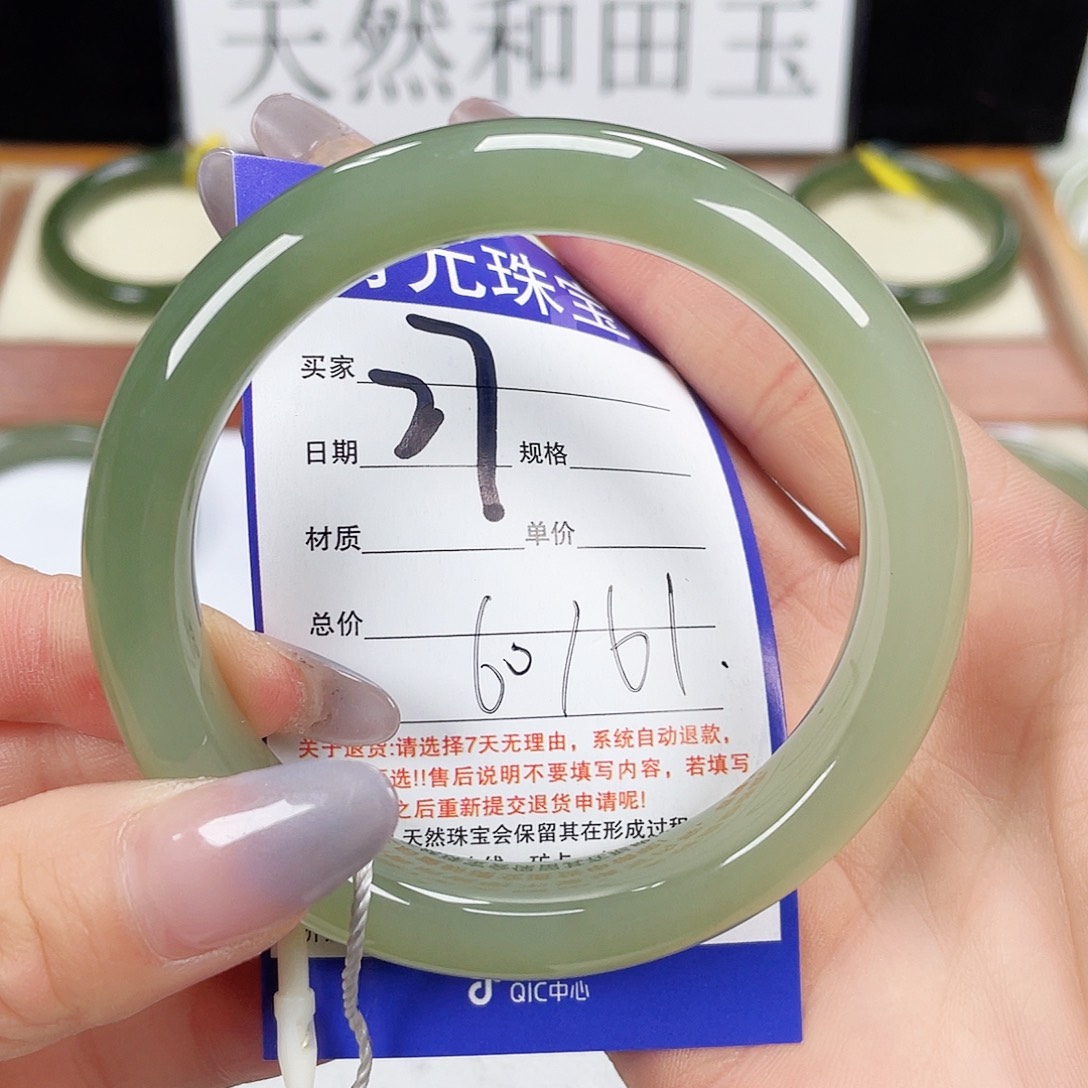 天然和田玉
元珠宝
买家
日期 规格
材质 单价
总价
60/61.
关于退货:请选择7天无理由，系统自动退款，
选!!售后说明不要填写内容，若填写
之后重新提交退货申请呢!
天然珠宝会保留其在形成过程
QIC中心